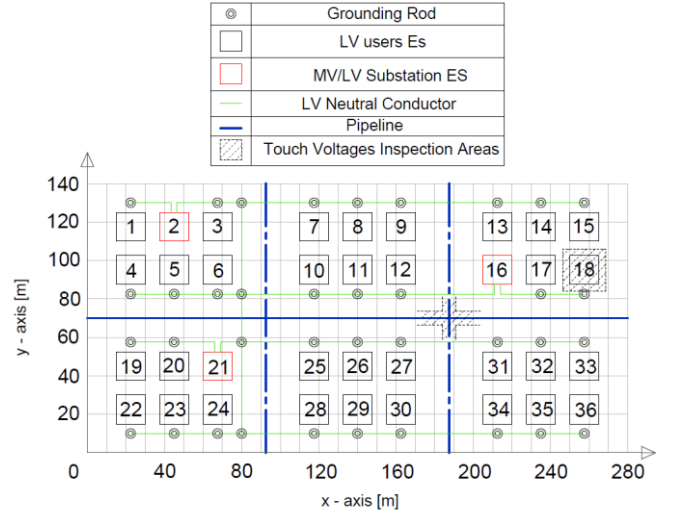 Grounding Rod
LV users Es
MV/LV Substation ES
LV Neutral Conductor
Pipeline
Touch Voltages Inspection Areas
140
120
100
80
60
40
20
y - axis [m]
1 2 3 7 8 9 13 14 15
4 5 6 10 11 12 16 17 18
19 20 21 25 26 27 31 32 33
22 23 24 28 29 30 34 35 36
0 40 80 120 160 200 240 280
x - axis [m]